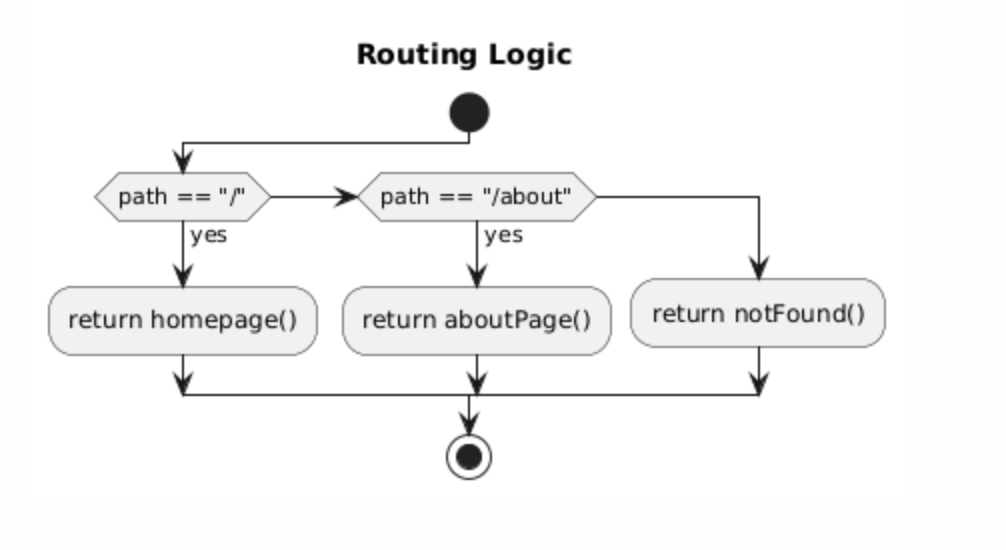 Routing Logic
path == "/"
path == "/about"
yes
yes
return homepage()
return aboutPage()
return notFound()